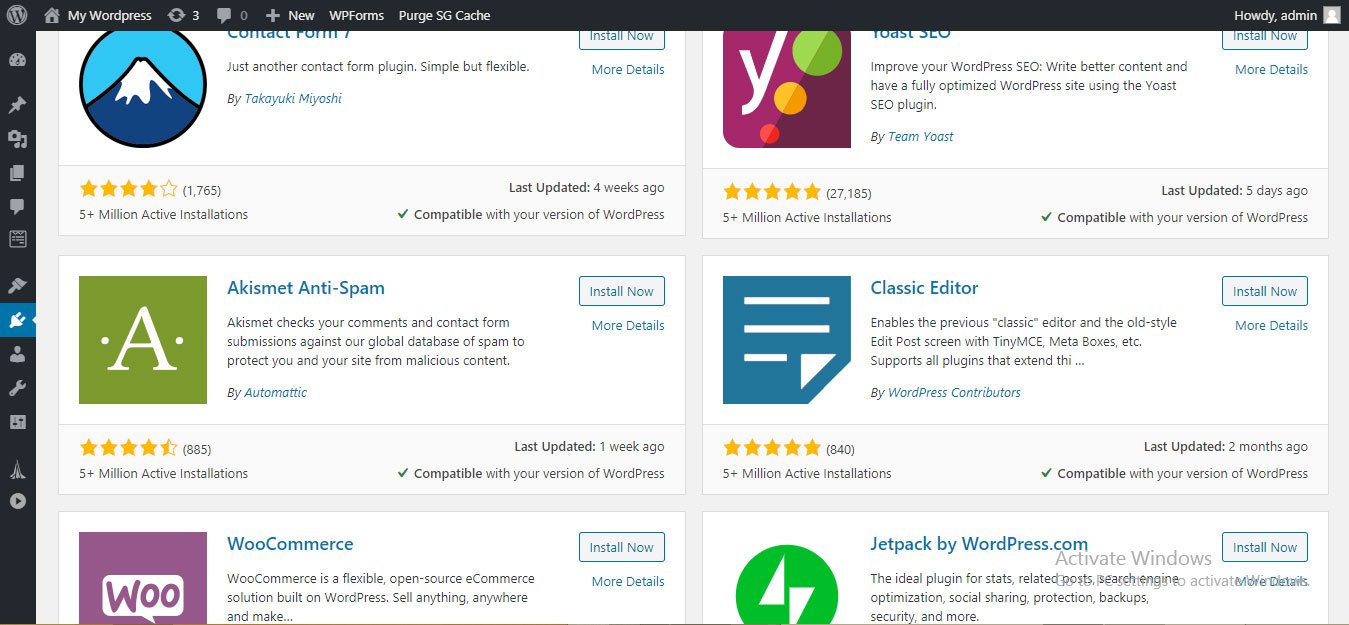 My Wordpress 3 0 New WPForms Purge SG Cache Howdy, admin
Contact Form 7
Install Now
Just another contact form plugin. Simple but flexible.
More Details
By Takayuki Miyoshi
(1,765)
Last Updated: 4 weeks ago
5+ Million Active Installations
Compatible with your version of WordPress
y
Yoast SEO
Install Now
Improve your WordPress SEO: Write better content and
have a fully optimized WordPress site using the Yoast
SEO plugin.
More Details
By Team Yoast
(27,185)
Last Updated: 5 days ago
5+ Million Active Installations
Compatible with your version of WordPress
·A·
Akismet Anti-Spam
Install Now
More Details
Akismet checks your comments and contact form
submissions against our global database of spam to
protect you and your site from malicious content.
By Automattic
(885)
Last Updated: 1 week ago
5+ Million Active Installations
Compatible with your version of WordPress
Classic Editor
Install Now
More Details
Enables the previous "classic" editor and the old-style
Edit Post screen with TinyMCE, Meta Boxes, etc.
Supports all plugins that extend thi ...
By WordPress Contributors
(840)
Last Updated: 2 months ago
5+ Million Active Installations
Compatible with your version of WordPress
WOO
WooCommerce
Install Now
More Details
WooCommerce is a flexible, open-source eCommerce
solution built on WordPress. Sell anything, anywhere
and make...
Jetpack by WordPress.com
Install Now
More Details
The ideal plugin for stats, related posts, search engine
optimization, social sharing, protection, backups,
security, and more.
Activate Windows
Go to PC settings to activate Windows.